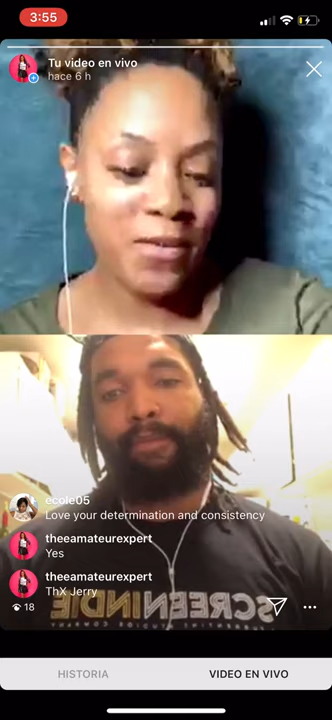 3:55
Tu video en vivo
hace 6 h
ecole05
Love your determination and consistency
theeamateurexpert
Yes
theeamateurexpert
ThX Jerry
SCREENINDIE
18
HISTORIA
VIDEO EN VIVO